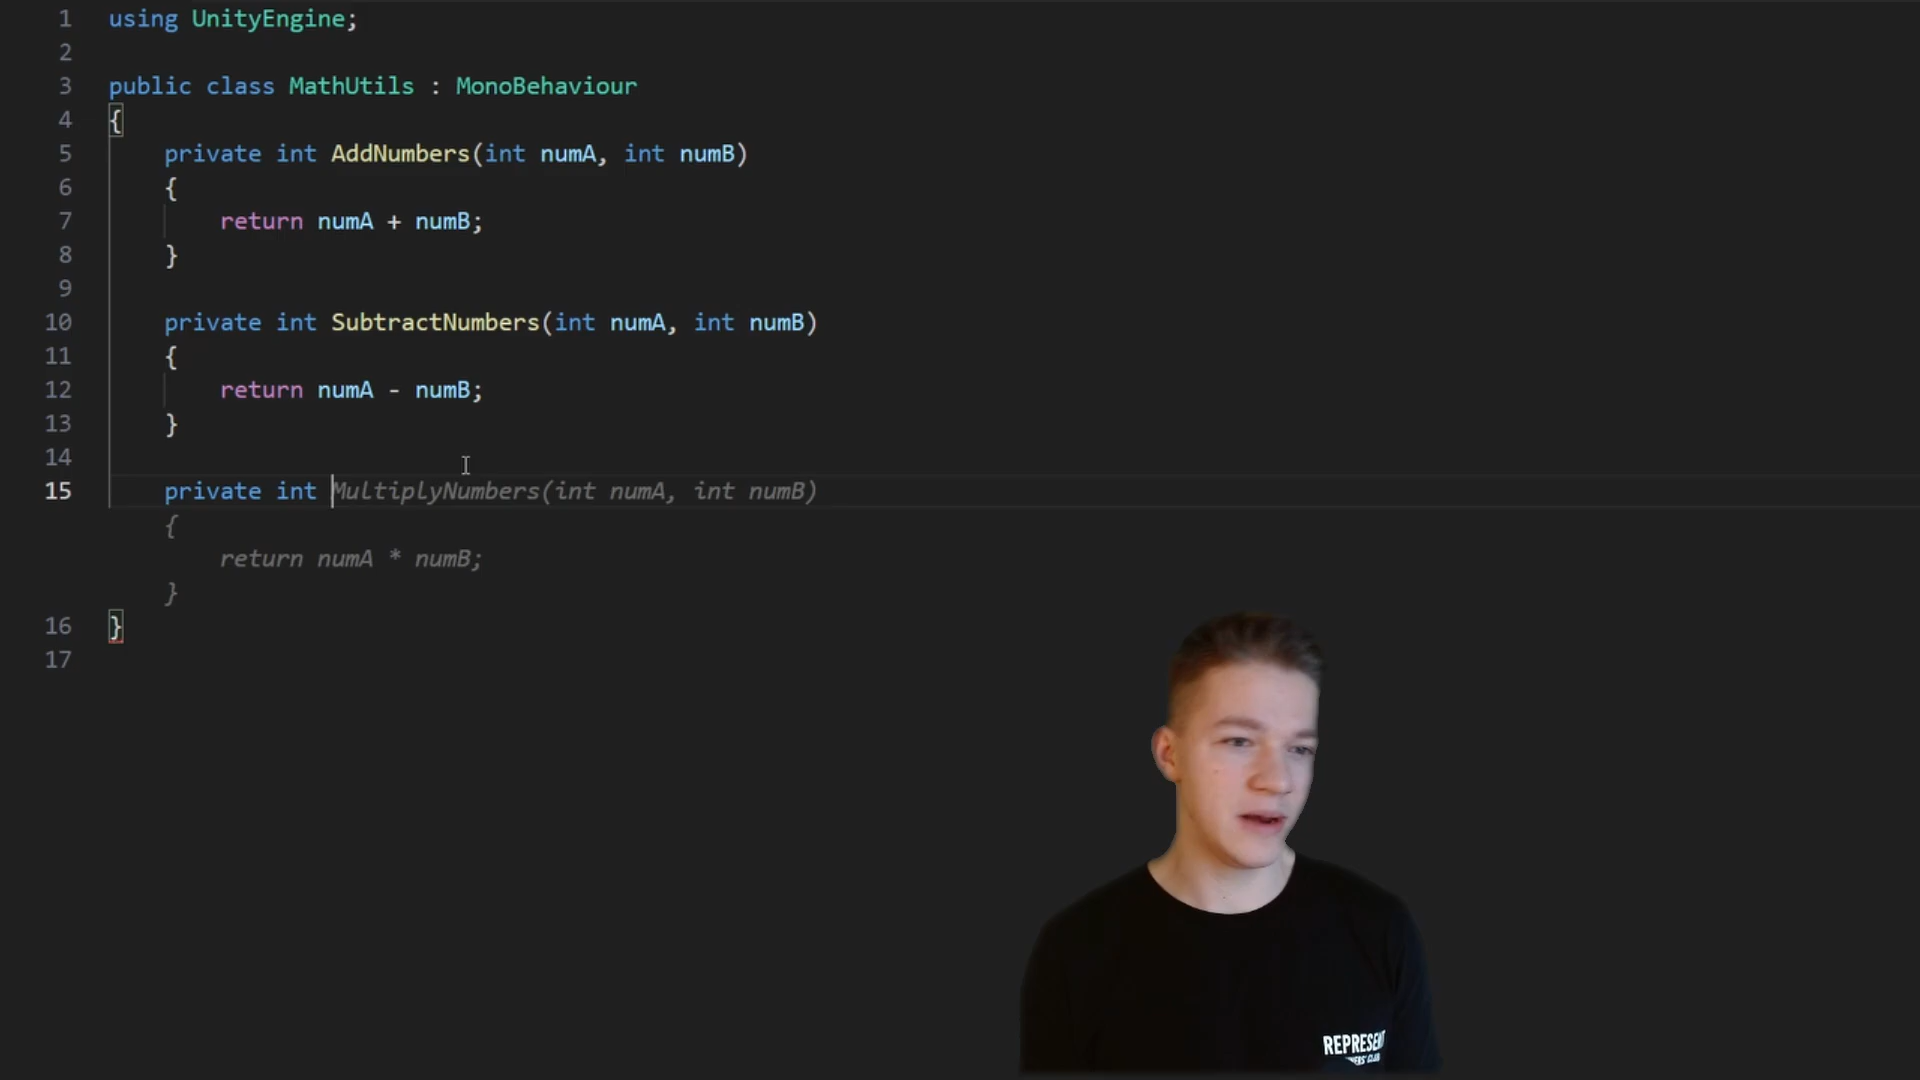 1 using UnityEngine;
2
3 public class MathUtils : MonoBehaviour
4 {
5 private int AddNumbers(int numA, int numB)
6 {
7 return numA + numB;
8 }
9
10 private int SubtractNumbers(int numA, int numB)
11 {
12 return numA - numB;
13 }
14
15 private int MultiplyNumbers(int numA, int numB)
{
return numA * numB;
}
16 }
17
REPRESENT